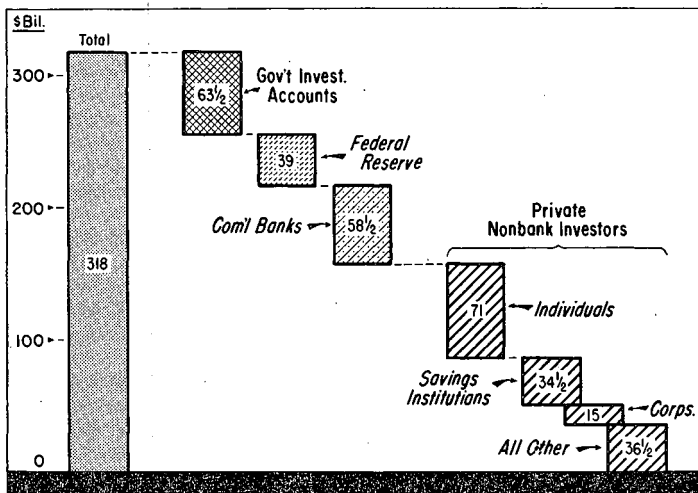 $Bil.
Total
300
Gov't Invest.
Accounts
63½
Federal
Reserve
39
200
Com'l Banks
58½
Private
Nonbank Investors
318
71
Individuals
100
Savings
Institutions
34½
15
Corps.
All Other
36½
0